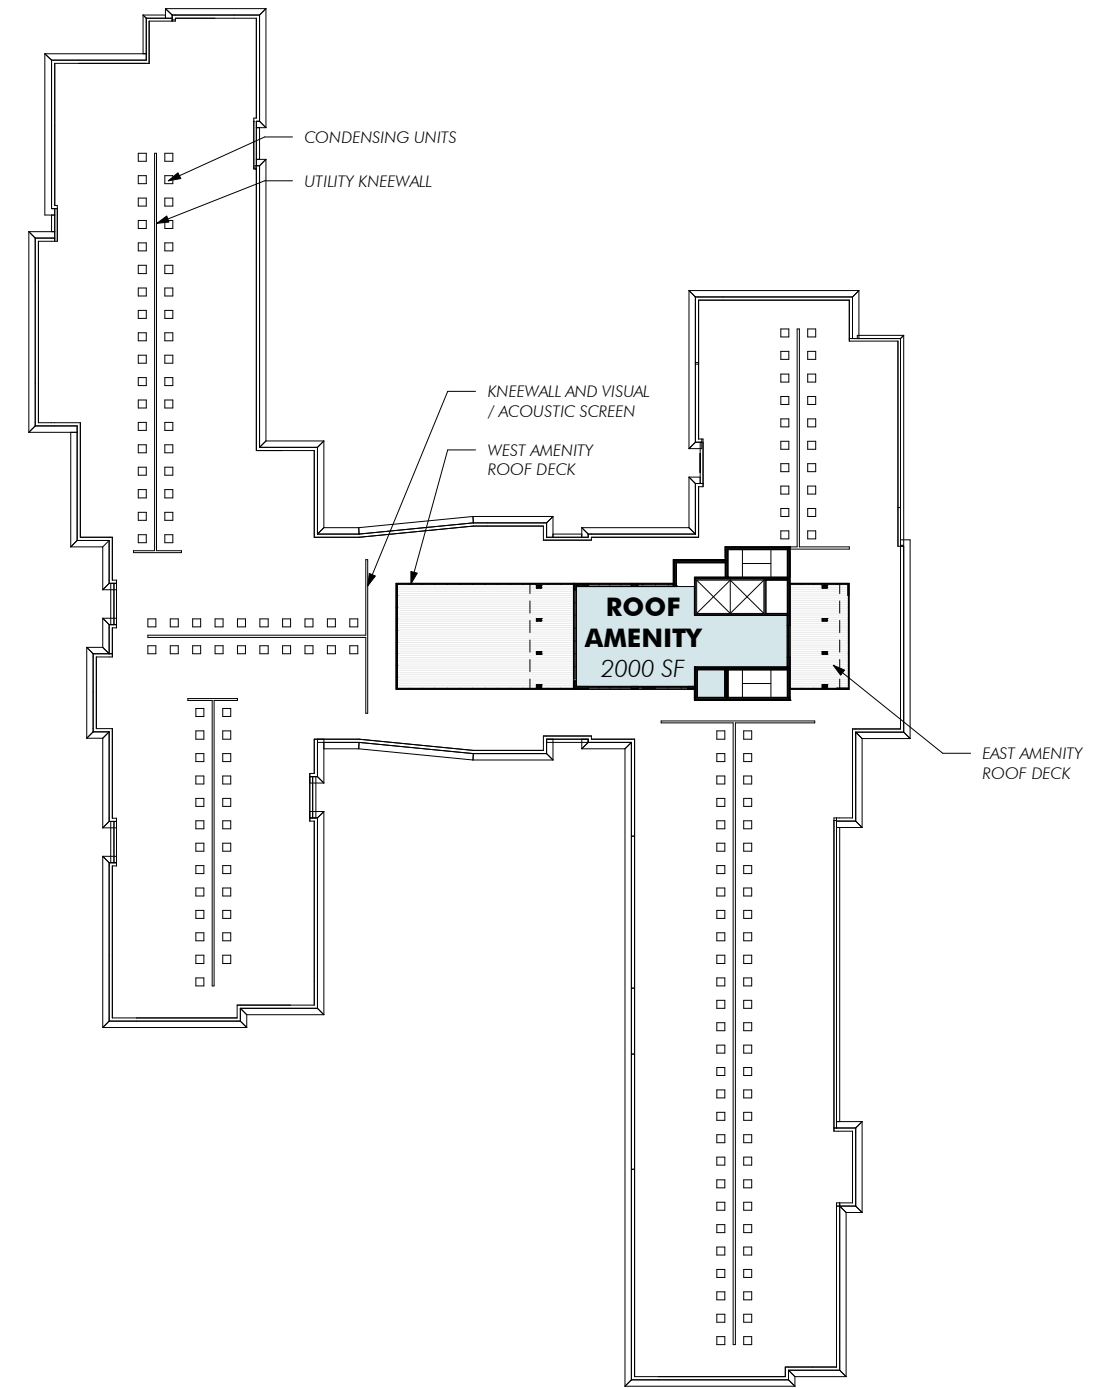 CONDENSING UNITS
UTILITY KNEEWALL
KNEEWALL AND VISUAL
/ ACOUSTIC SCREEN
WEST AMENITY
ROOF DECK
ROOF
AMENITY
2000 SF
EAST AMENITY
ROOF DECK